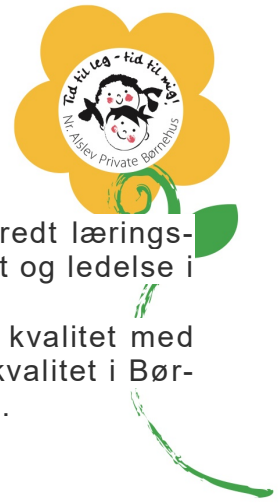 Tid til leg - tid til mig!
Nr. Alslev Private Børnehus
redt lærings-
t og ledelse i
kvalitet med
kvalitet i Bør-
.